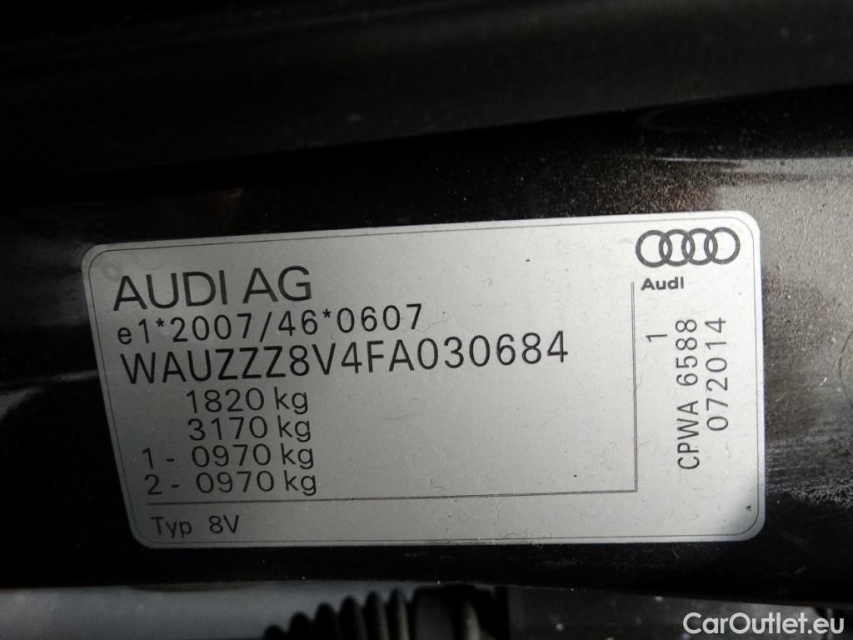 AUDI AG
e1*2007/46*0607
WAUZZZ8V4FA030684
1820 kg
3170 kg
1 - 0970 kg
2 - 0970 kg
Typ 8V
Audi
1
CPWA 6588
072014
CarOutlet.eu